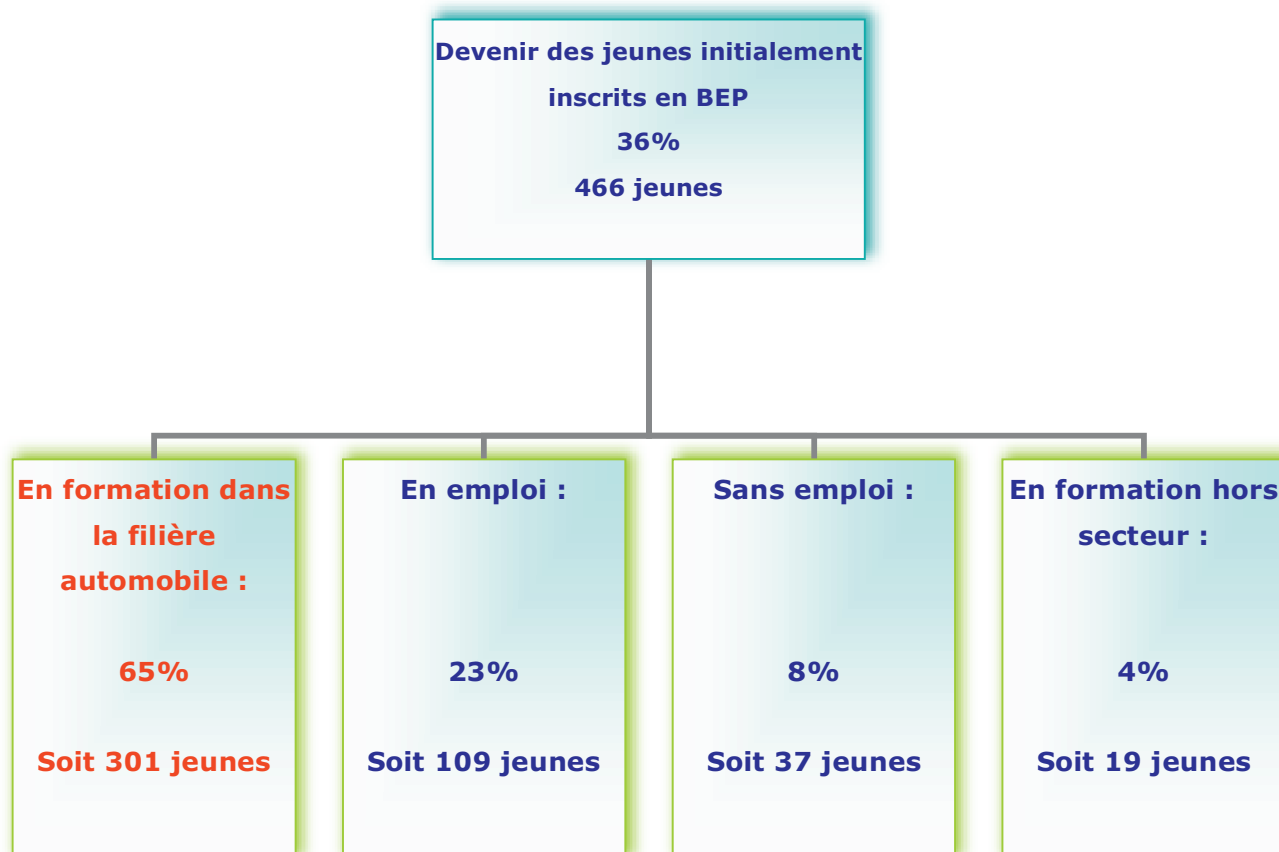 Devenir des jeunes initialement
inscrits en BEP
36%
466 jeunes
En formation dans
la filière
automobile :
65%
Soit 301 jeunes
En emploi :
23%
Soit 109 jeunes
Sans emploi :
8%
Soit 37 jeunes
En formation hors
secteur :
4%
Soit 19 jeunes